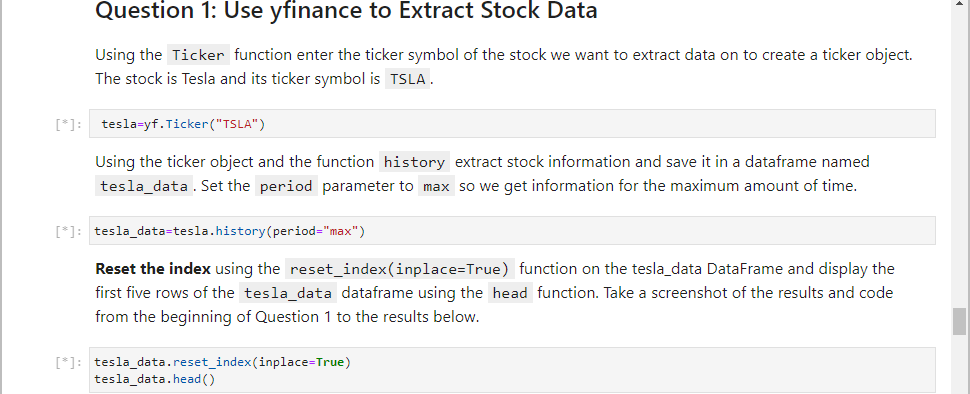 Question 1: Use yfinance to Extract Stock Data
Using the Ticker function enter the ticker symbol of the stock we want to extract data on to create a ticker object.
The stock is Tesla and its ticker symbol is TSLA.
[*]: tesla=yf.Ticker("TSLA")
Using the ticker object and the function history extract stock information and save it in a dataframe named
tesla_data. Set the period parameter to max so we get information for the maximum amount of time.
[*]: tesla_data=tesla.history(period="max")
Reset the index using the reset_index(inplace=True) function on the tesla_data DataFrame and display the
first five rows of the tesla_data dataframe using the head function. Take a screenshot of the results and code
from the beginning of Question 1 to the results below.
[*]: tesla_data.reset_index(inplace=True)
tesla_data.head()